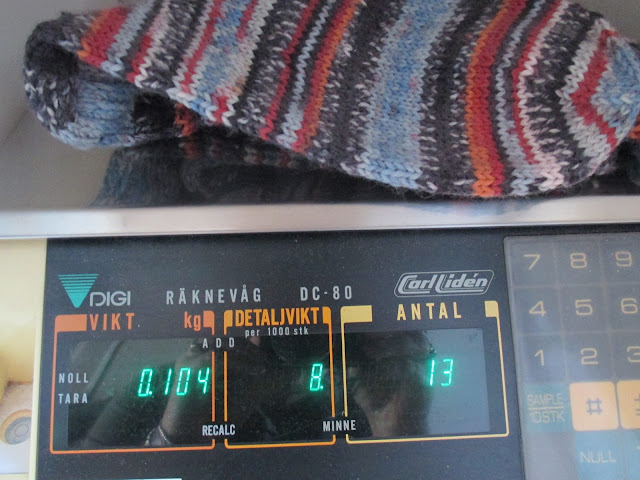 DIGI RÄKNEVÅG DC-80 Carl Lidén
VIKT kg DETALJVIKT ANTAL
per 1000 stk
ADD
NOLL
TARA
0.104 8. 13
RECALC MINNE
7 8 9
4 5 6
1 2 3
SAMPLE
10STK
#
NULL